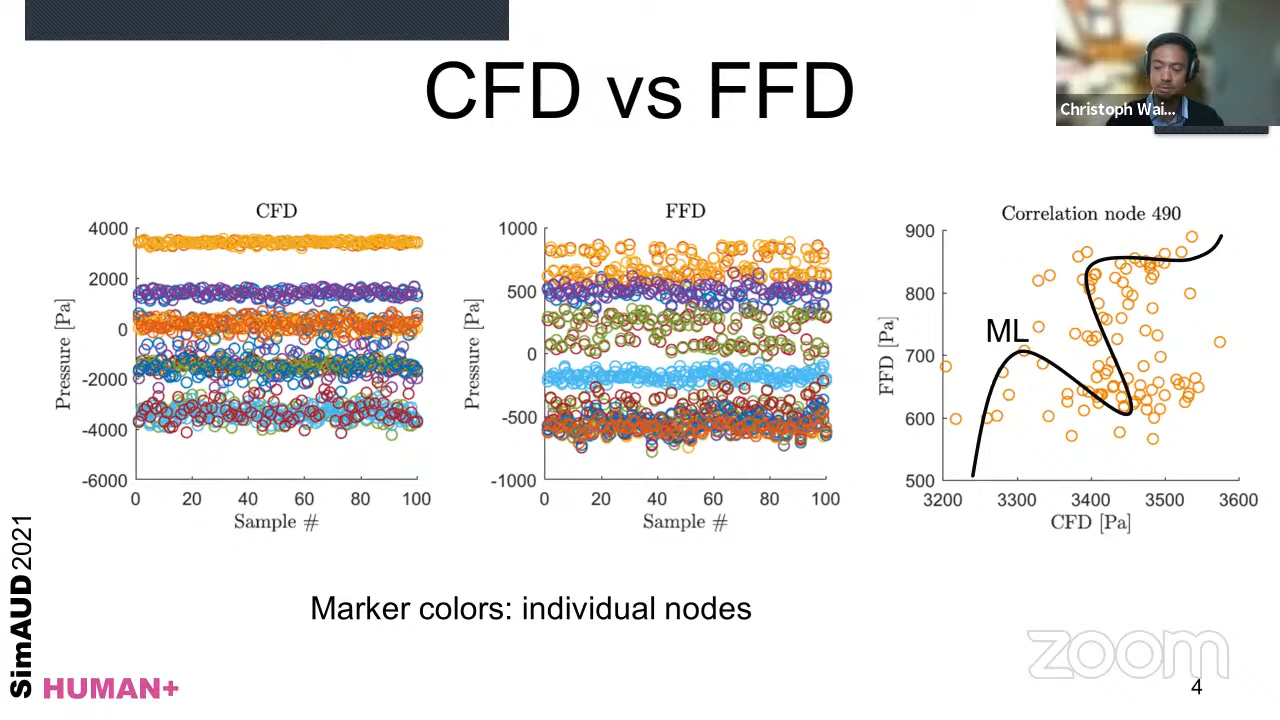 CFD vs FFD
Christoph Wai...
CFD
4000
2000
0
-2000
-4000
-6000
Pressure [Pa]
0 20 40 60 80 100
Sample #
FFD
1000
500
0
-500
-1000
Pressure [Pa]
0 20 40 60 80 100
Sample #
Correlation node 490
900
800
700
600
500
FFD [Pa]
ML
3200 3300 3400 3500 3600
CFD [Pa]
Marker colors: individual nodes
SimAUD 2021
HUMAN+
zoom
4